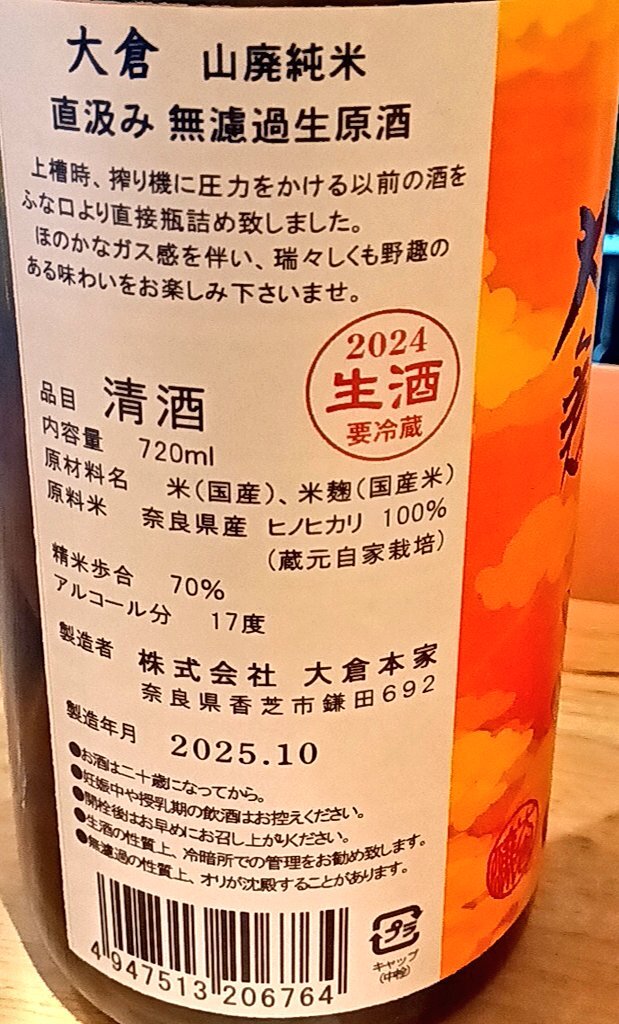 大倉 山廃純米
直汲み 無濾過生原酒
上槽時、搾り機に圧力をかける以前の酒を
ふな口より直接瓶詰め致しました。
ほのかなガス感を伴い、瑞々しくも野趣の
ある味わいをお楽しみ下さいませ。
2024
生酒
要冷蔵
品目 清酒
内容量 720ml
原材料名 米(国産)、米麹(国産米)
原料米 奈良県産 ヒノヒカリ 100%
(蔵元自家栽培)
精米歩合 70%
アルコール分 17度
製造者 株式会社 大倉本家
奈良県香芝市鎌田692
製造年月 2025.10
●お酒は二十歳になってから。
●妊娠中や授乳期の飲酒はお控えください。
●開栓後はお早めにお召し上がりください。
●生酒の性質上、冷暗所での管理をお勧め致します。
●無濾過の性質上、オリが沈殿することがあります。
4 947513 206764
プラ
キャップ
(中栓)